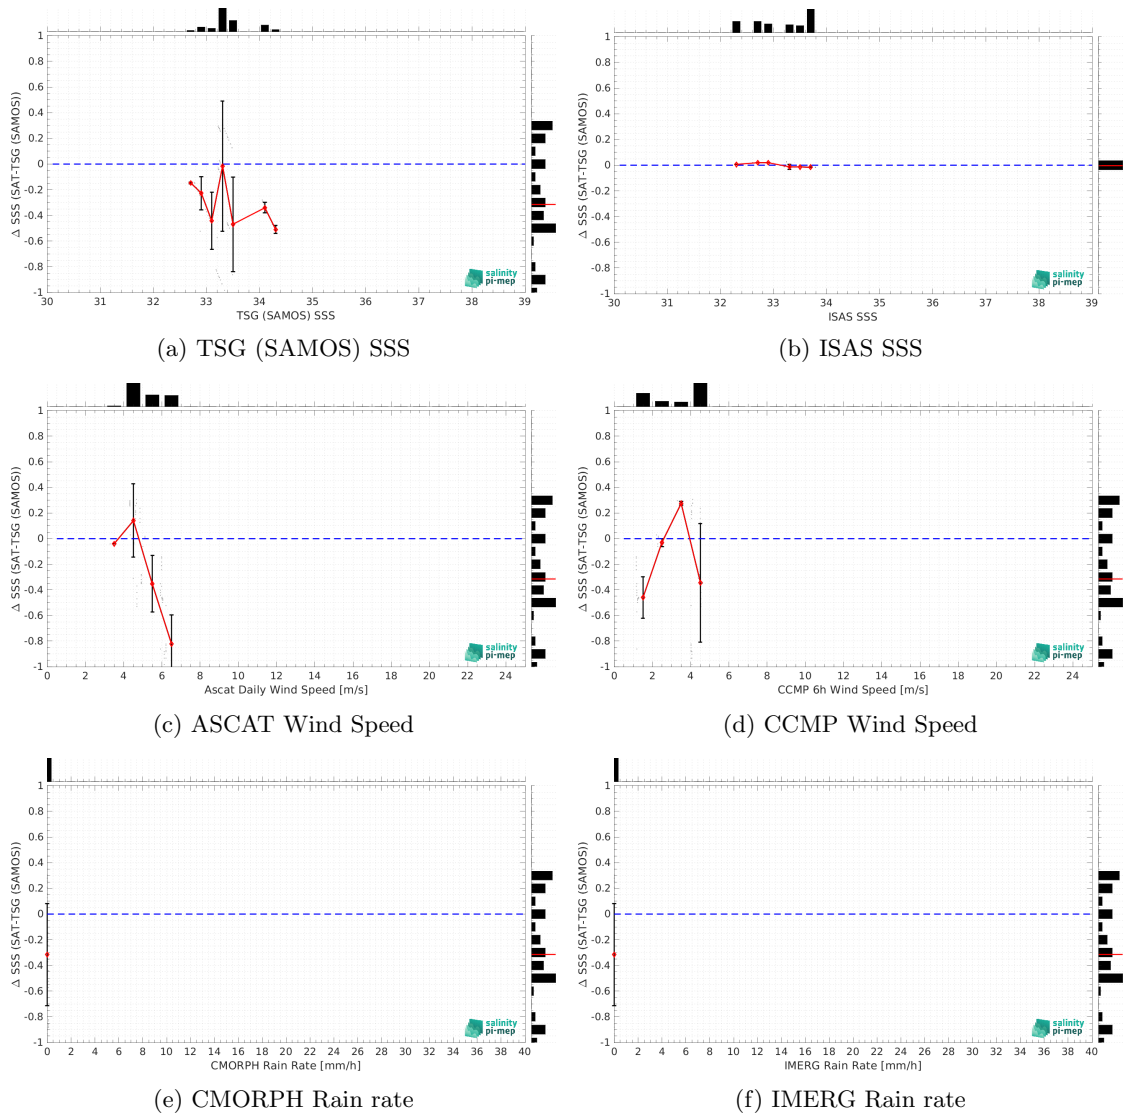 1
0.8
0.6
0.4
0.2
0
-0.2
-0.4
-0.6
-0.8
-1
Δ SSS (SAT-TSG (SAMOS))
30 31 32 33 34 35 36 37 38 39
TSG (SAMOS) SSS
salinity
pi-mep
(a) TSG (SAMOS) SSS
1
0.8
0.6
0.4
0.2
0
-0.2
-0.4
-0.6
-0.8
-1
Δ SSS (SAT-TSG (SAMOS))
30 31 32 33 34 35 36 37 38 39
ISAS SSS
salinity
pi-mep
(b) ISAS SSS
1
0.8
0.6
0.4
0.2
0
-0.2
-0.4
-0.6
-0.8
-1
Δ SSS (SAT-TSG (SAMOS))
0 2 4 6 8 10 12 14 16 18 20 22 24
Ascat Daily Wind Speed [m/s]
salinity
pi-mep
(c) ASCAT Wind Speed
1
0.8
0.6
0.4
0.2
0
-0.2
-0.4
-0.6
-0.8
-1
Δ SSS (SAT-TSG (SAMOS))
0 2 4 6 8 10 12 14 16 18 20 22 24
CCMP 6h Wind Speed [m/s]
salinity
pi-mep
(d) CCMP Wind Speed
1
0.8
0.6
0.4
0.2
0
-0.2
-0.4
-0.6
-0.8
-1
Δ SSS (SAT-TSG (SAMOS))
0 2 4 6 8 10 12 14 16 18 20 22 24 26 28 30 32 34 36 38 40
CMORPH Rain Rate [mm/h]
salinity
pi-mep
(e) CMORPH Rain rate
1
0.8
0.6
0.4
0.2
0
-0.2
-0.4
-0.6
-0.8
-1
Δ SSS (SAT-TSG (SAMOS))
0 2 4 6 8 10 12 14 16 18 20 22 24 26 28 30 32 34 36 38 40
IMERG Rain Rate [mm/h]
salinity
pi-mep
(f) IMERG Rain rate